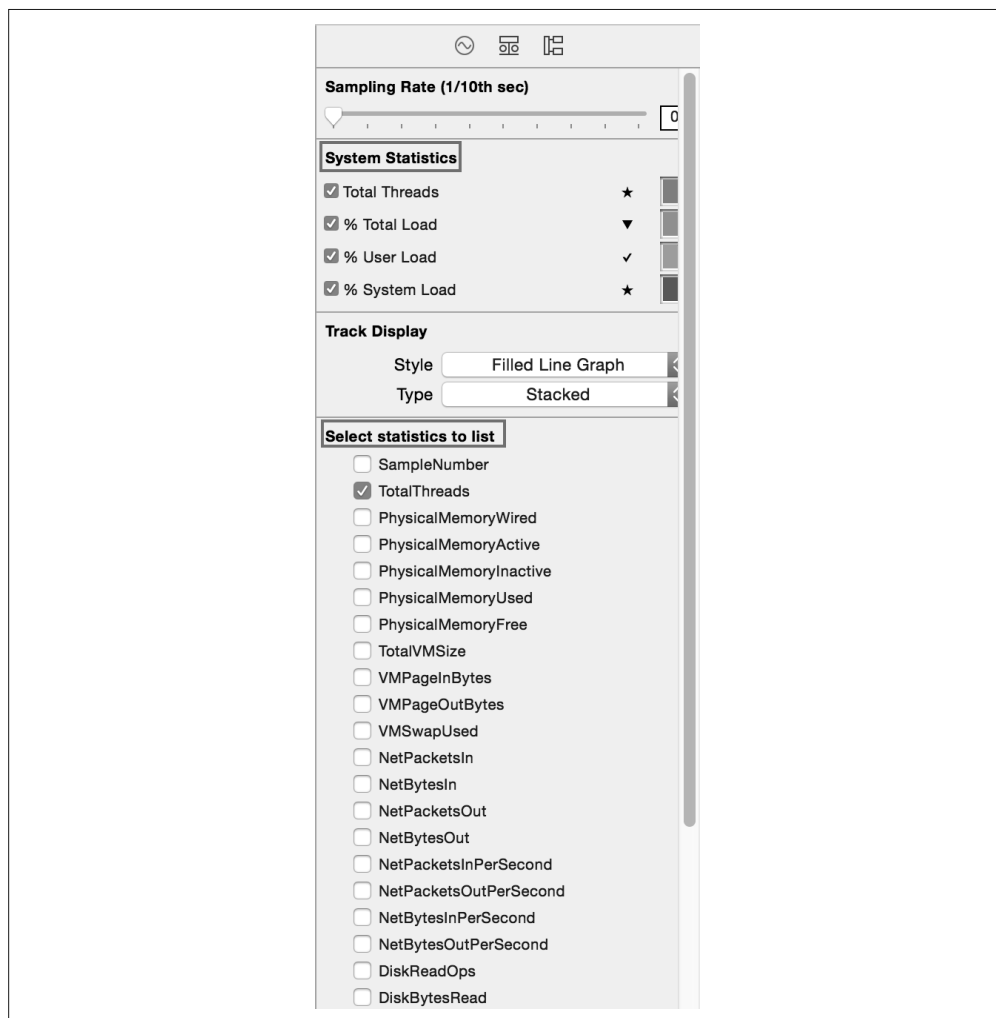 Sampling Rate (1/10th sec)
0
System Statistics
Total Threads
% Total Load
% User Load
% System Load
Track Display
Style Filled Line Graph
Type Stacked
Select statistics to list
SampleNumber
TotalThreads
PhysicalMemoryWired
PhysicalMemoryActive
PhysicalMemoryInactive
PhysicalMemoryUsed
PhysicalMemoryFree
TotalVMSize
VMPageInBytes
VMPageOutBytes
VMSwapUsed
NetPacketsIn
NetBytesIn
NetPacketsOut
NetBytesOut
NetPacketsInPerSecond
NetPacketsOutPerSecond
NetBytesInPerSecond
NetBytesOutPerSecond
DiskReadOps
DiskBytesRead